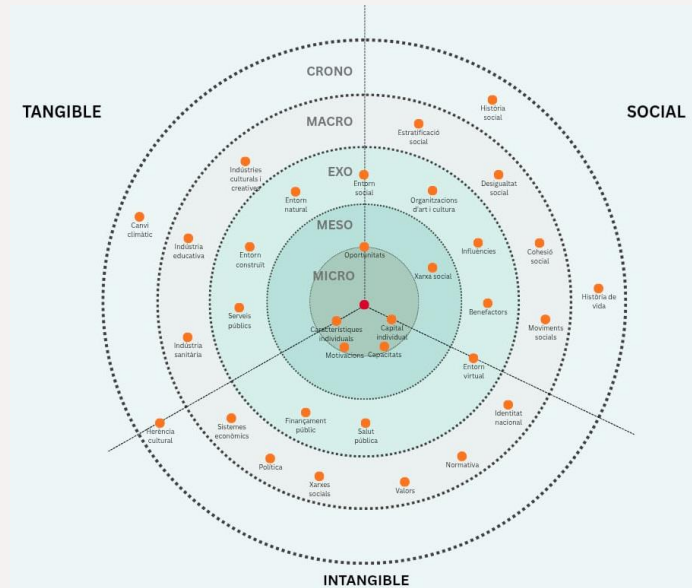 CRONO
TANGIBLE
SOCIAL
Història
social
MACRO
Estratificació
social
Indústries
culturals i
creatives
EXO
Entorn
social
Desigualtat
social
Entorn
natural
Organitzacions
d'art i cultura
Canvi
climàtic
MESO
Indústria
educativa
Entorn
construït
Oportunitats
Influències
Cohesió
social
MICRO
Xarxa social
Història de
vida
Serveis
públics
Benefactors
Característiques
individuals
Capital
individual
Moviments
socials
Indústria
sanitària
Motivacions
Capacitats
Entorn
virtual
Herència
cultural
Sistemes
econòmics
Finançament
públic
Salut
pública
Identitat
nacional
Política
Xarxes
socials
Valors
Normativa
INTANGIBLE